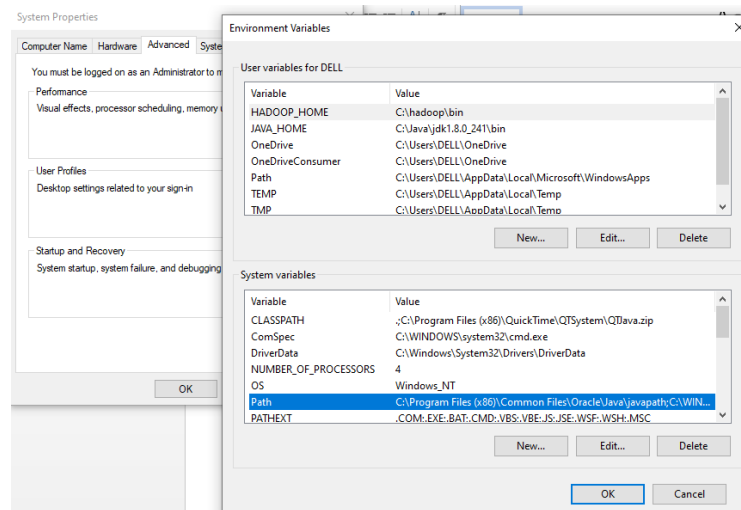 System Properties
Computer Name Hardware Advanced Syste
You must be logged on as an Administrator to m
Performance
Visual effects, processor scheduling, memory u
User Profiles
Desktop settings related to your sign-in
Startup and Recovery
System startup, system failure, and debugging
OK
Environment Variables
User variables for DELL
Variable Value
HADOOP_HOME C:\hadoop\bin
JAVA_HOME C:\Java\jdk1.8.0_241\bin
OneDrive C:\Users\DELL\OneDrive
OneDriveConsumer C:\Users\DELL\OneDrive
Path C:\Users\DELL\AppData\Local\Microsoft\WindowsApps
TEMP C:\Users\DELL\AppData\Local\Temp
TMP C:\Users\DELL\AppData\Local\Temp
New... Edit... Delete
System variables
Variable Value
CLASSPATH .;C:\Program Files (x86)\QuickTime\QTSystem\QTJava.zip
ComSpec C:\WINDOWS\system32\cmd.exe
DriverData C:\Windows\System32\Drivers\DriverData
NUMBER_OF_PROCESSORS 4
OS Windows_NT
Path C:\Program Files (x86)\Common Files\Oracle\Java\javapath;C:\WIN...
PATHEXT .COM;.EXE;.BAT;.CMD;.VBS;.VBE;.JS;.JSE;.WSF;.WSH;.MSC
New... Edit... Delete
OK Cancel